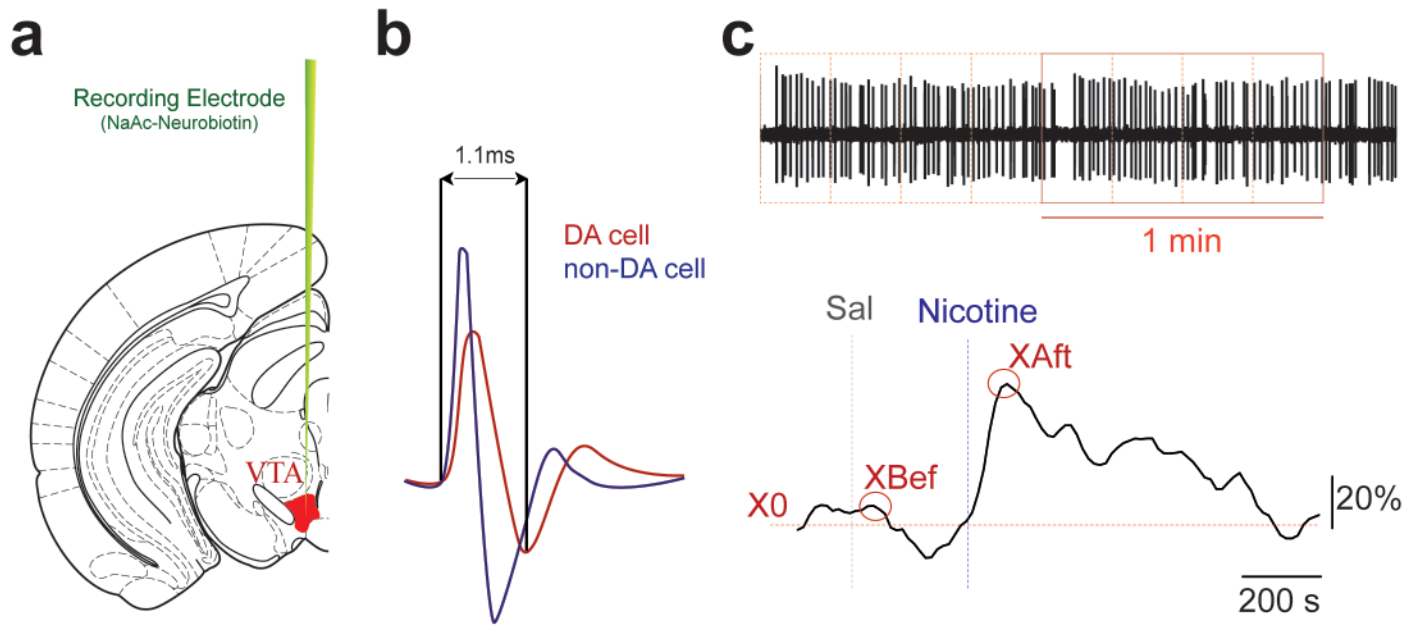 a
Recording Electrode
(NaAc-Neurobiotin)
VTA
b
1.1ms
DA cell
non-DA cell
c
1 min
Sal
Nicotine
XAft
XBef
X0
20%
200 s